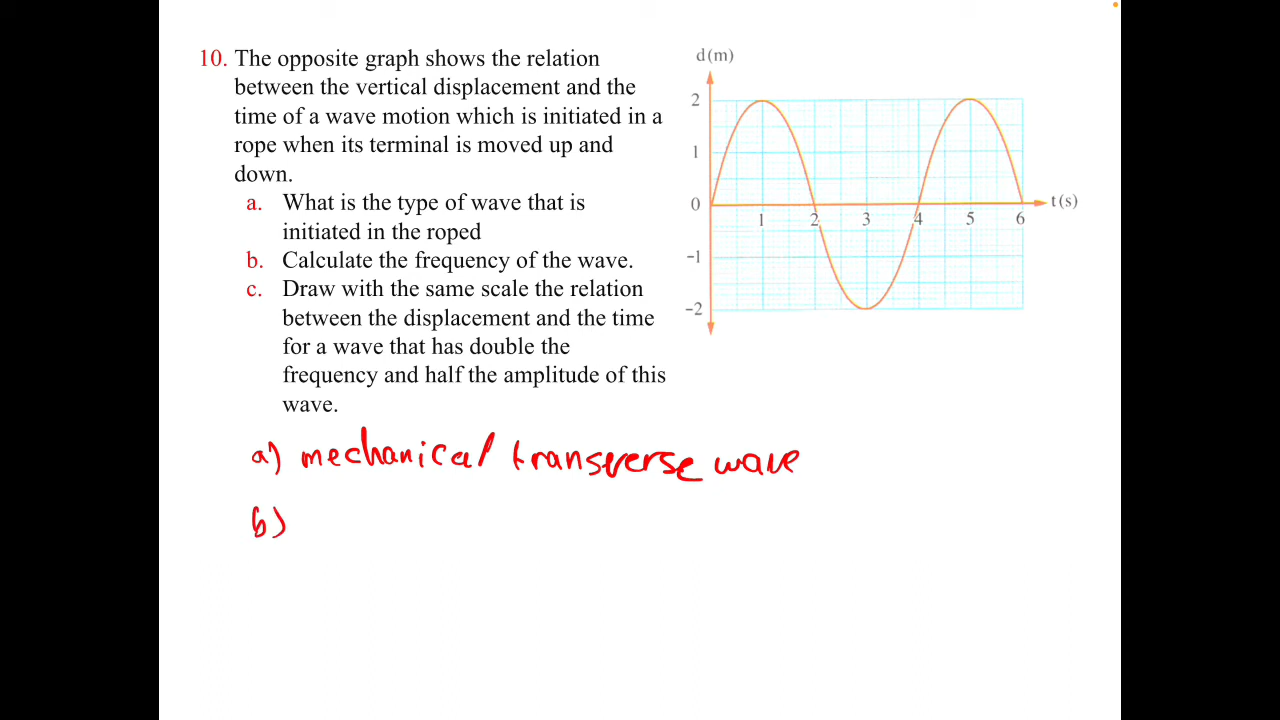 10. The opposite graph shows the relation
between the vertical displacement and the
time of a wave motion which is initiated in a
rope when its terminal is moved up and
down.
a. What is the type of wave that is
initiated in the roped
b. Calculate the frequency of the wave.
c. Draw with the same scale the relation
between the displacement and the time
for a wave that has double the
frequency and half the amplitude of this
wave.
d(m)
2
1
0
-1
-2
1 2 3 4 5 6
t(s)
a) mechanical transverse wave
b)